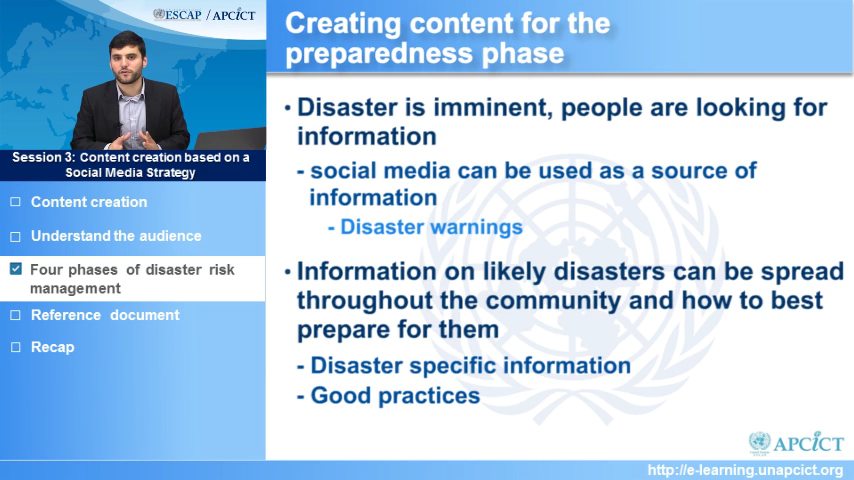 ESCAP / APCICT
Creating content for the
preparedness phase
Session 3: Content creation based on a
Social Media Strategy
☐ Content creation
☐ Understand the audience
☑ Four phases of disaster risk
management
☐ Reference document
☐ Recap
• Disaster is imminent, people are looking for
information
- social media can be used as a source of
information
- Disaster warnings
• Information on likely disasters can be spread
throughout the community and how to best
prepare for them
- Disaster specific information
- Good practices
APCICT
http://e-learning.unapcict.org